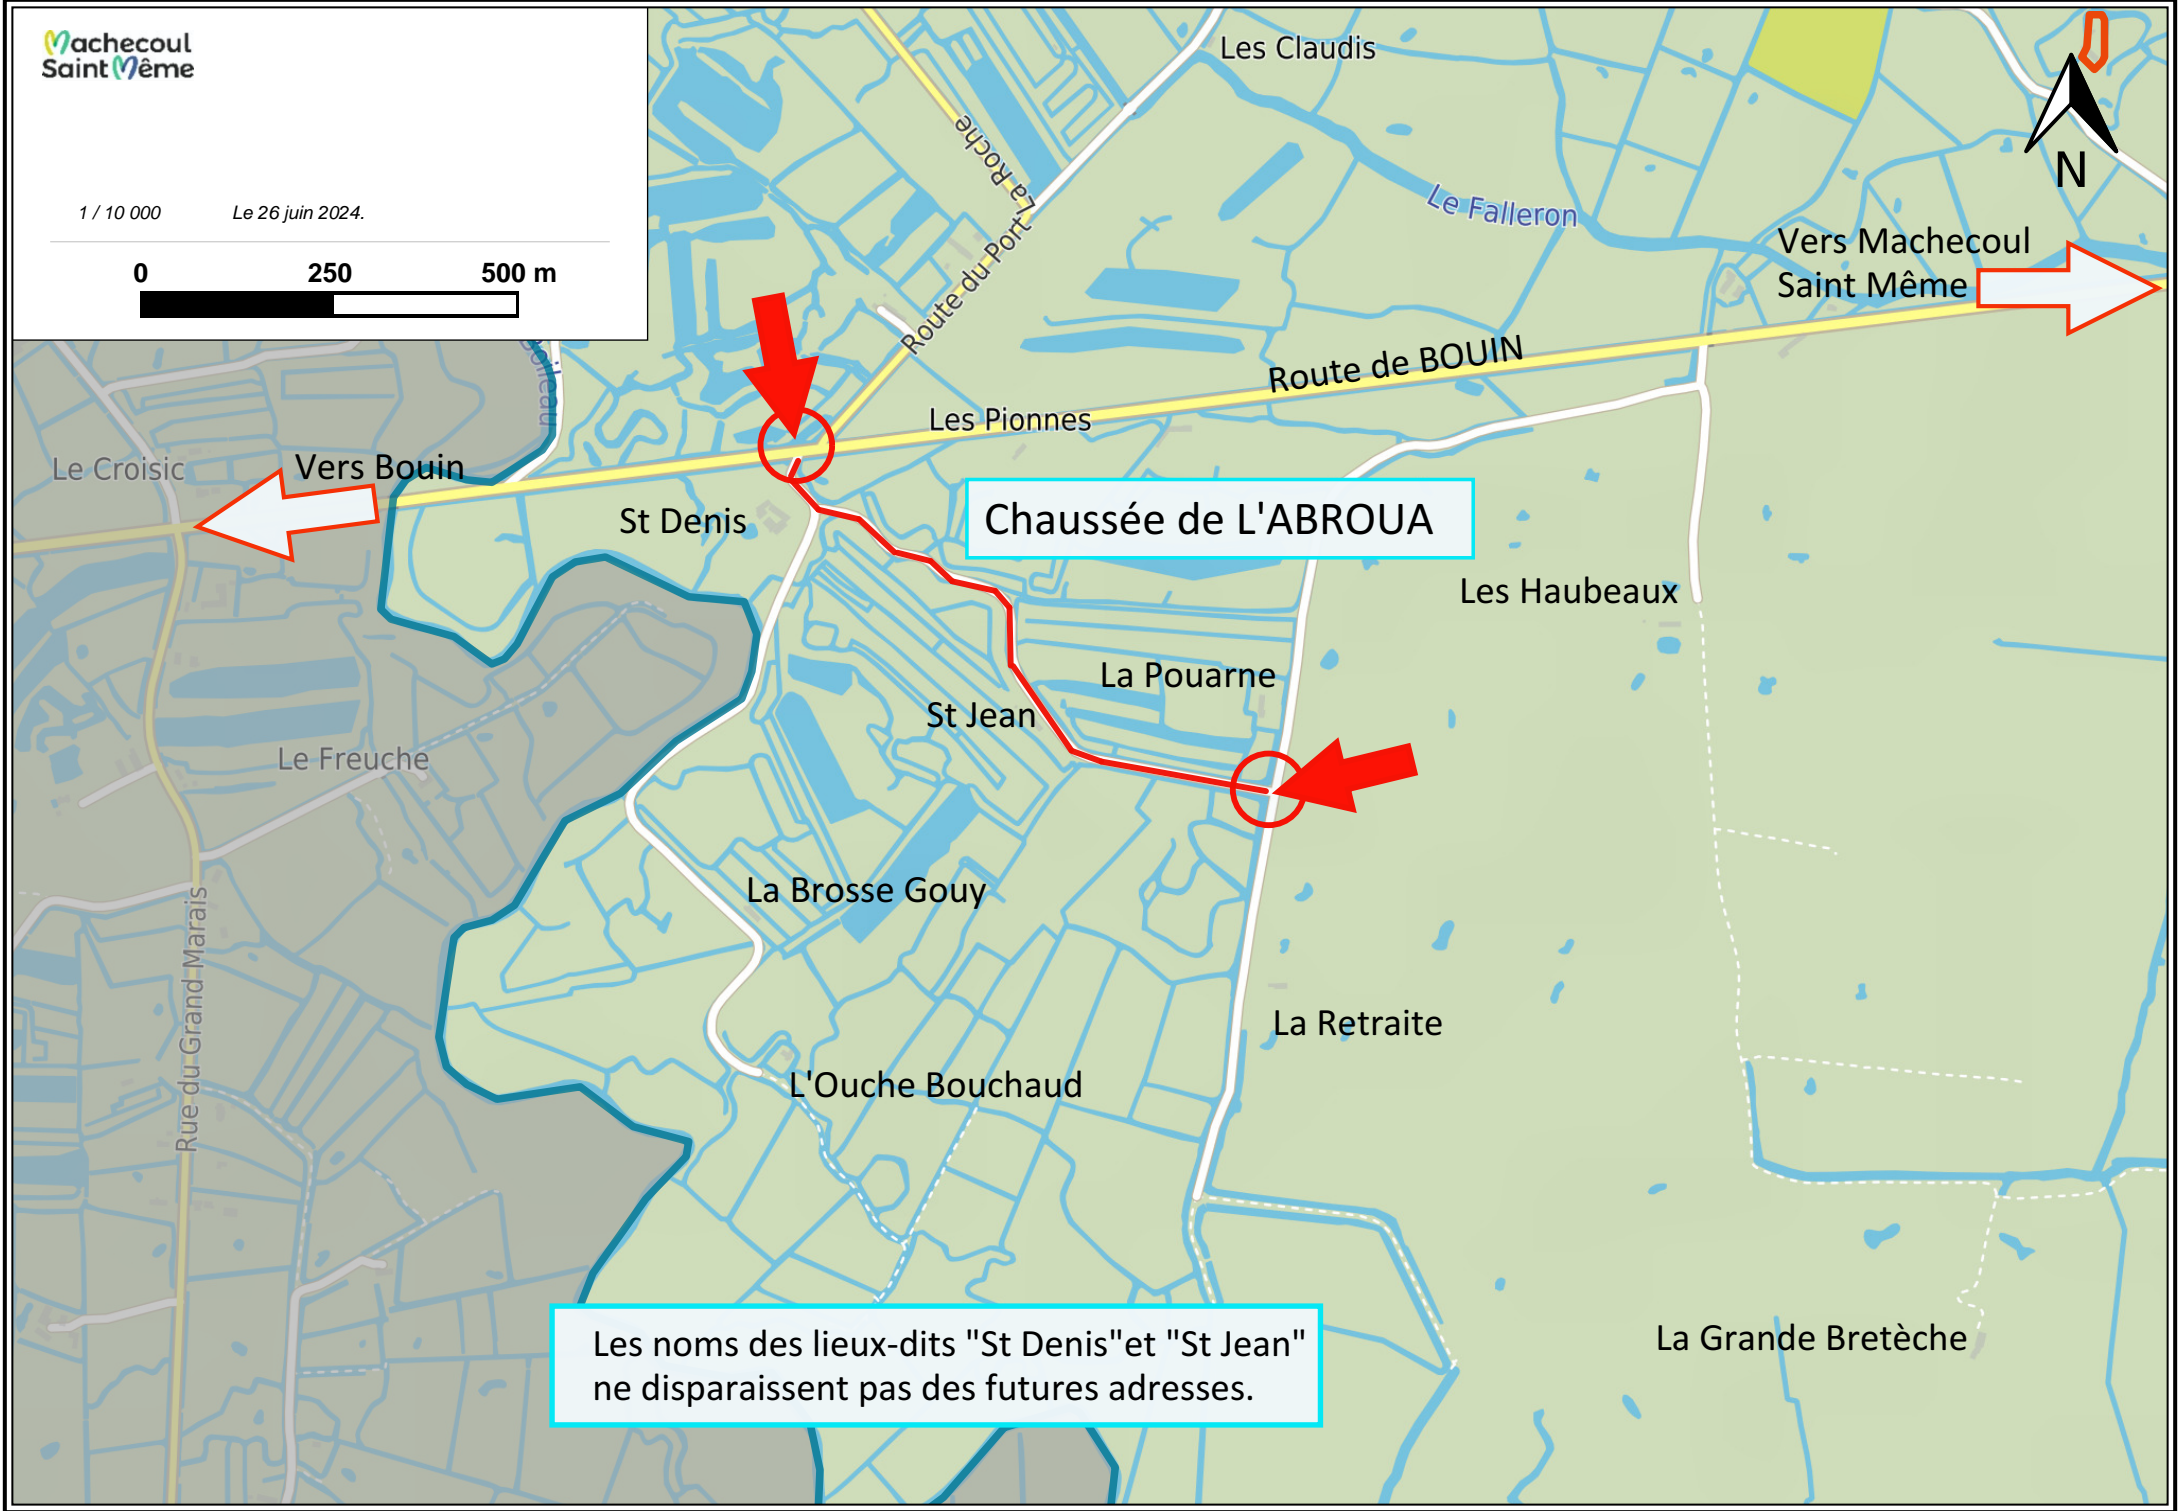 Machecoul
Saint Même
1 / 10 000
Le 26 juin 2024.
0 250 500 m
Les Claudis
La Roche
Le Falleron
N
Vers Machecoul
Saint Même
Route du Port
Route de BOUIN
Boileau
Les Pionnes
Le Croisic
Vers Bouin
St Denis
Chaussée de L'ABROUA
Les Haubeaux
La Pouarne
St Jean
Le Freuche
La Brosse Gouy
Rue du Grand Marais
La Retraite
L'Ouche Bouchaud
La Grande Bretèche
Les noms des lieux-dits "St Denis"et "St Jean"
ne disparaissent pas des futures adresses.